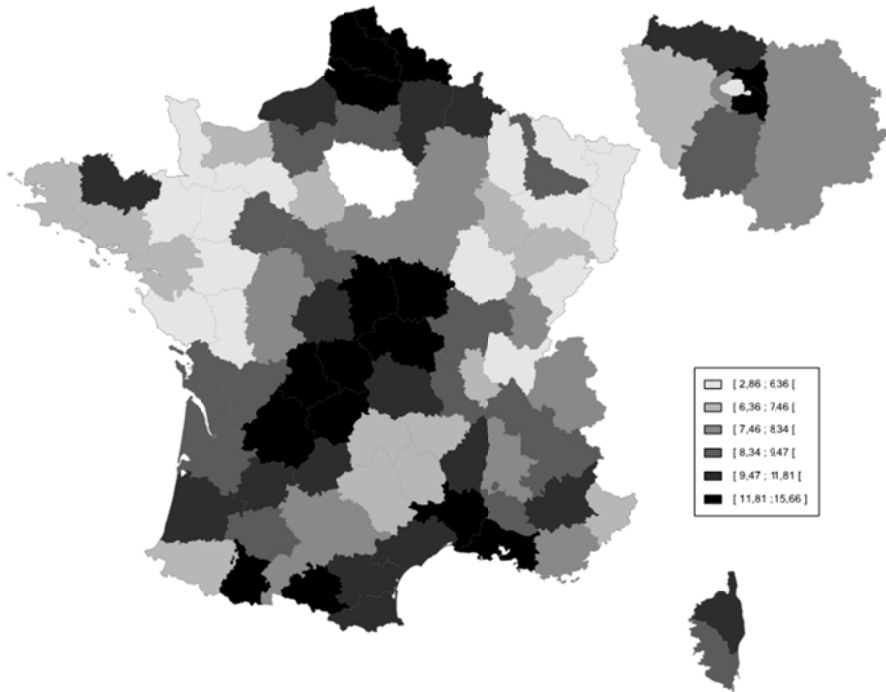 [ 2,86 ; 6,36 [
[ 6,36 ; 7,46 [
[ 7,46 ; 8,34 [
[ 8,34 ; 9,47 [
[ 9,47 ; 11,81 [
[ 11,81 ; 15,66 ]